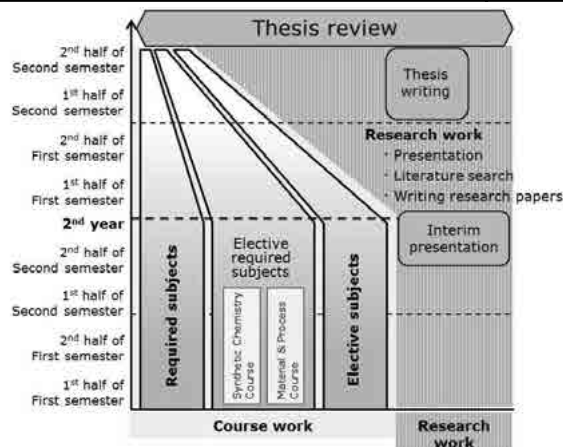 Thesis review
2nd half of
Second semester
1st half of
Second semester
2nd half of
First semester
1st half of
First semester
2nd year
2nd half of
Second semester
1st half of
Second semester
2nd half of
First semester
1st half of
First semester
Thesis
writing
Research work
· Presentation
· Literature search
· Writing research papers
Interim
presentation
Required subjects
Elective
required
subjects
Synthetic Chemistry
Course
Material & Process
Course
Elective subjects
Course work
Research
work